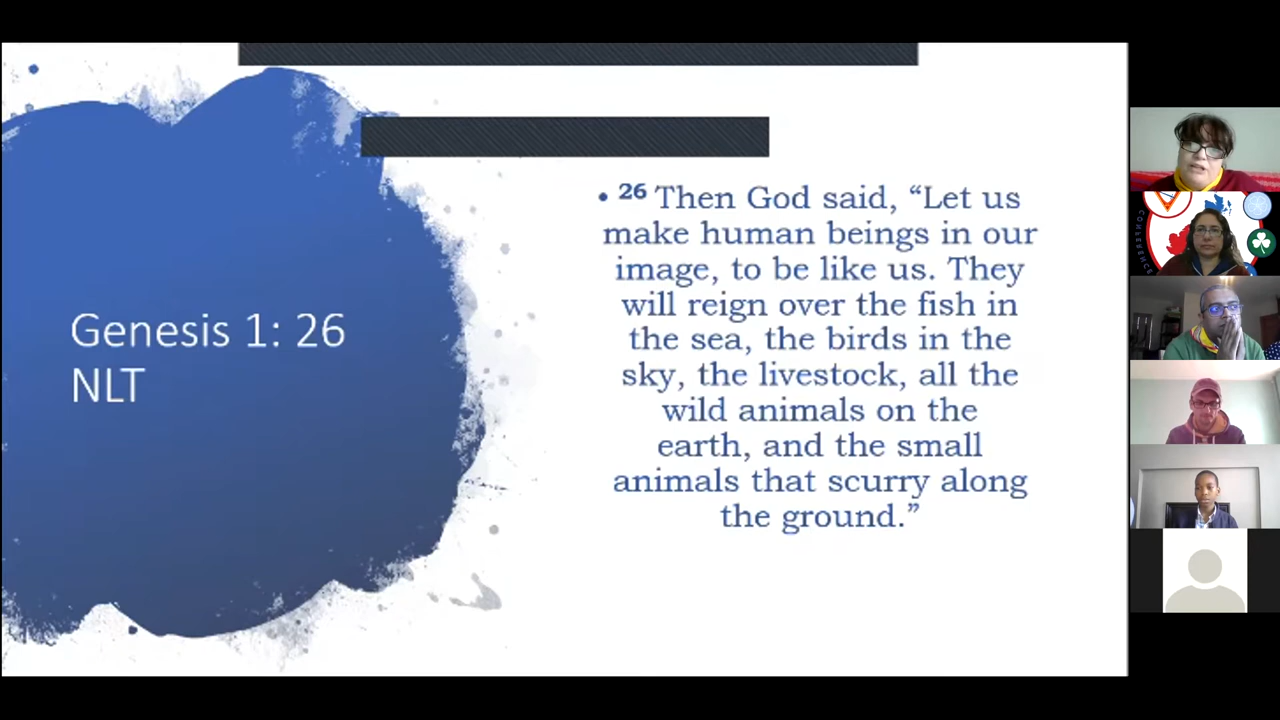 Genesis 1: 26
NLT
• 26 Then God said, “Let us
make human beings in our
image, to be like us. They
will reign over the fish in
the sea, the birds in the
sky, the livestock, all the
wild animals on the
earth, and the small
animals that scurry along
the ground.”
CONFERENCE